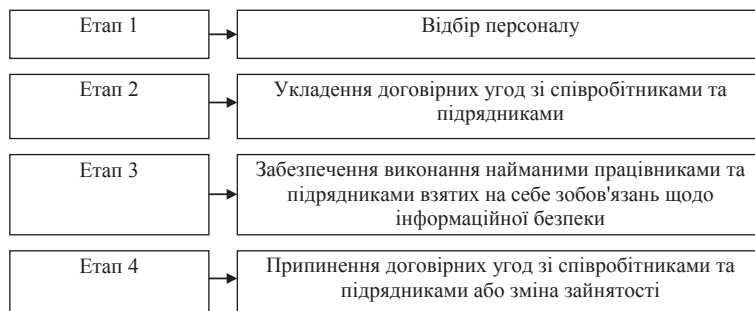 Етап 1
Відбір персоналу
Етап 2
Укладення договірних угод зі співробітниками та
підрядниками
Етап 3
Забезпечення виконання найманими працівниками та
підрядниками взятих на себе зобов'язань щодо
інформаційної безпеки
Етап 4
Припинення договірних угод зі співробітниками та
підрядниками або зміна зайнятості